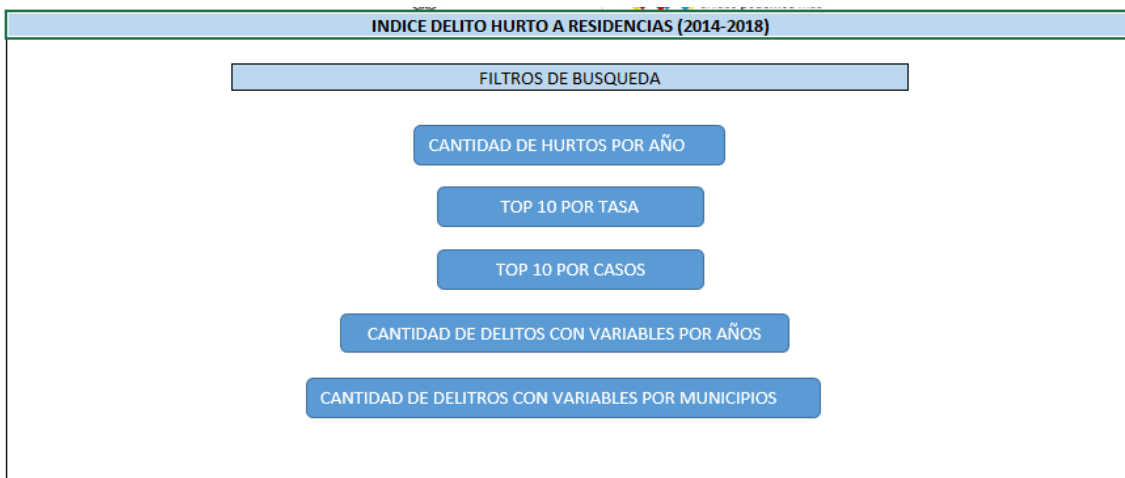 INDICE DELITO HURTO A RESIDENCIAS (2014-2018)
FILTROS DE BUSQUEDA
CANTIDAD DE HURTOS POR AÑO
TOP 10 POR TASA
TOP 10 POR CASOS
CANTIDAD DE DELITOS CON VARIABLES POR AÑOS
CANTIDAD DE DELITROS CON VARIABLES POR MUNICIPIOS